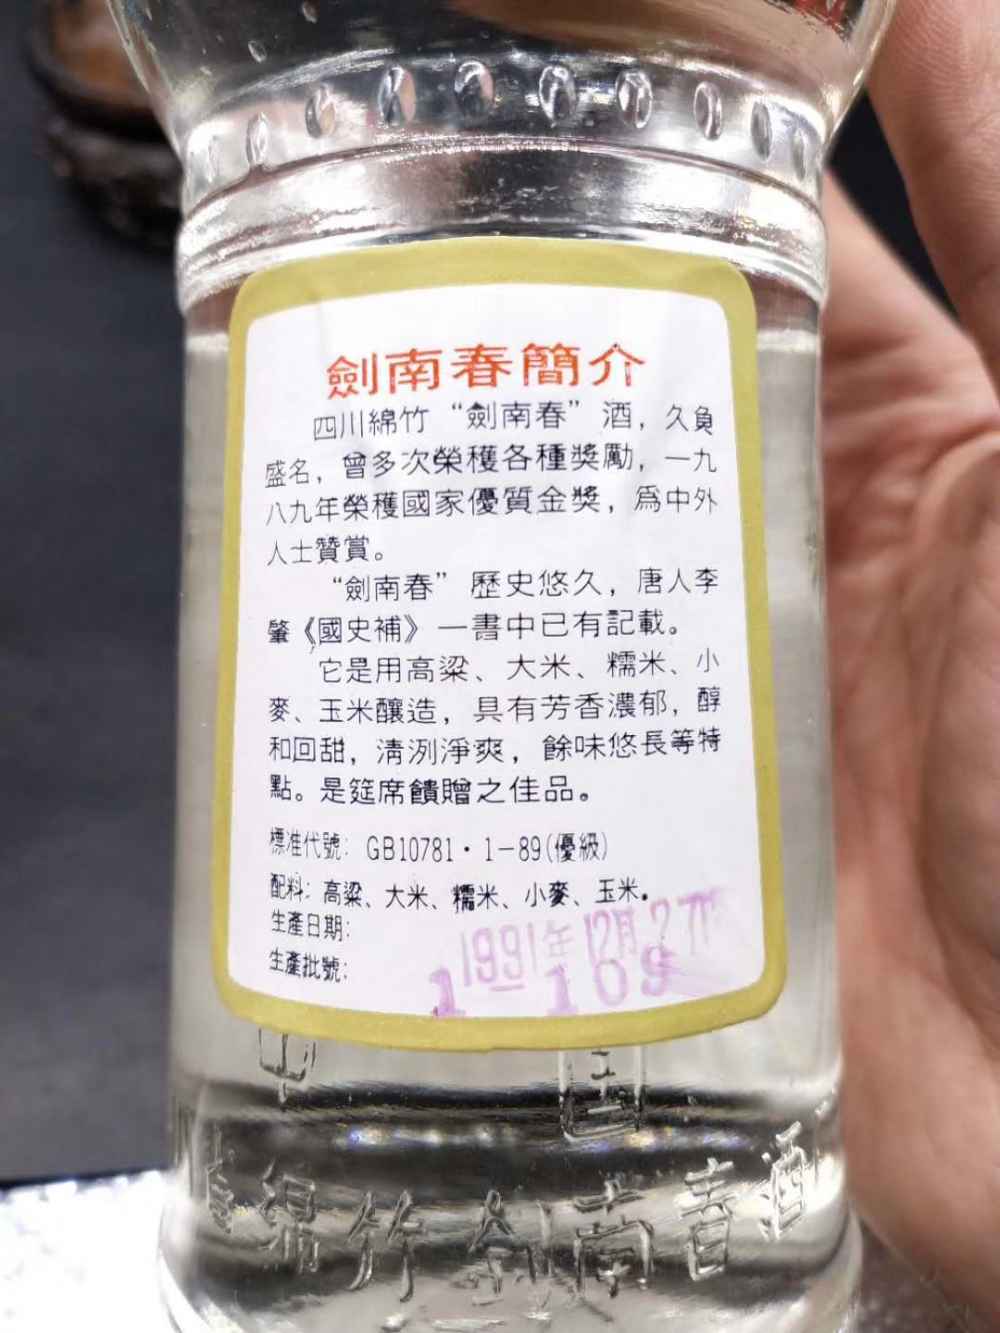 劍南春簡介
四川綿竹“劍南春”酒，久負
盛名，曾多次榮穫各種獎勵，一九
八九年榮穫國家優質金獎，爲中外
人士贊賞。
“劍南春”歷史悠久，唐人李
肇《國史補》一書中已有記載。
它是用高粱、大米、糯米、小
麥、玉米釀造，具有芳香濃郁，醇
和回甜，淸洌淨爽，餘味悠長等特
點。是筵席饋贈之佳品。
標准代號：GB10781·1-89(優級)
配料：高粱、大米、糯米、小麥、玉米。
生產日期：1991年12月27
生產批號：1-109
中国
绵竹剑南春酒